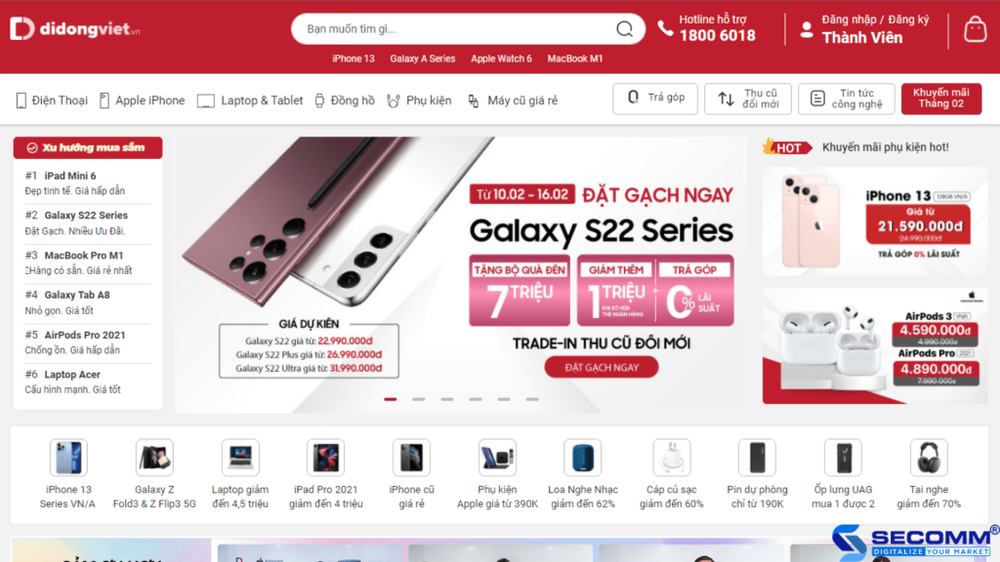 didongviet.vn
Bạn muốn tìm gì...
Hotline hỗ trợ
1800 6018
Đăng nhập / Đăng ký
Thành Viên
iPhone 13 Galaxy A Series Apple Watch 6 MacBook M1
Điện Thoại Apple iPhone Laptop & Tablet Đồng hồ Phụ kiện Máy cũ giá rẻ
Trả góp
Thu cũ
đổi mới
Tin tức
công nghệ
Khuyến mãi
Tháng 02
Xu hướng mua sắm
#1 iPad Mini 6
Đẹp tinh tế. Giá hấp dẫn
#2 Galaxy S22 Series
Đặt Gạch. Nhiều Ưu Đãi.
#3 MacBook Pro M1
Hàng có sẵn. Giá rẻ nhất
#4 Galaxy Tab A8
Nhỏ gọn. Giá tốt
#5 AirPods Pro 2021
Chống ồn. Giá hấp dẫn
#6 Laptop Acer
Cấu hình mạnh. Giá tốt
Từ 10.02 - 16.02 ĐẶT GẠCH NGAY
Galaxy S22 Series
TẶNG BỘ QUÀ ĐẾN
7 TRIỆU
GIẢM THÊM
1 TRIỆU
KHI SỞ HỮU
THẺ NGÂN HÀNG
+
TRẢ GÓP
0% LÃI
SUẤT
TRADE-IN THU CŨ ĐỔI MỚI
ĐẶT GẠCH NGAY
GIÁ DỰ KIẾN
Galaxy S22 giá từ: 22.990.000đ
Galaxy S22 Plus giá từ: 26.990.000đ
Galaxy S22 Ultra giá từ: 31.990.000đ
HOT Khuyến mãi phụ kiện hot!
iPhone 13 128GB VN/A
Giá từ
21.590.000đ
24.990.000đ
TRẢ GÓP 0% LÃI SUẤT
AirPods 3 VN/A
4.590.000đ
4.990.000đ
AirPods Pro 2021
4.890.000đ
7.990.000đ
iPhone 13
Series VN/A
Galaxy Z
Fold3 & Z Flip3 5G
Laptop giảm
đến 4,5 triệu
iPad Pro 2021
giảm đến 4 triệu
iPhone cũ
giá rẻ
Phụ kiện
Apple giá từ 390K
Loa Nghe Nhạc
giảm đến 62%
Cáp củ sạc
giảm đến 60%
Pin dự phòng
chỉ từ 190K
Ốp lưng UAG
mua 1 được 2
Tai nghe
giảm đến 70%
SECOMM®
DIGITALIZE YOUR MARKET